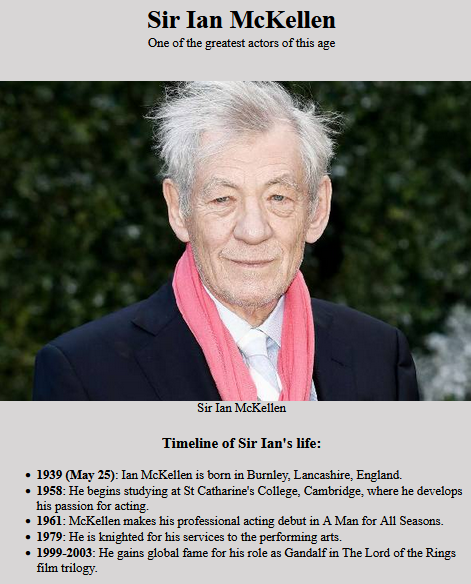 Sir Ian McKellen
One of the greatest actors of this age
Sir Ian McKellen
Timeline of Sir Ian's life:
• 1939 (May 25): Ian McKellen is born in Burnley, Lancashire, England.
• 1958: He begins studying at St Catharine's College, Cambridge, where he develops
his passion for acting.
• 1961: McKellen makes his professional acting debut in A Man for All Seasons.
• 1979: He is knighted for his services to the performing arts.
• 1999-2003: He gains global fame for his role as Gandalf in The Lord of the Rings
film trilogy.